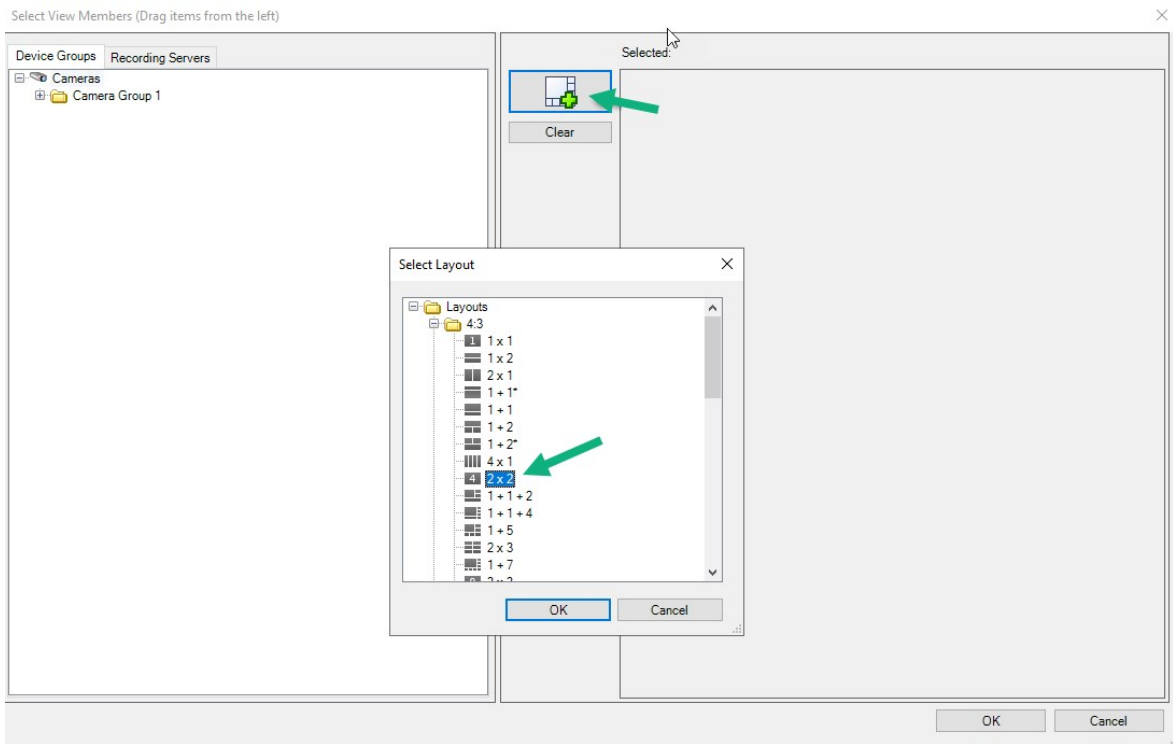 Select View Members (Drag items from the left)
Device Groups Recording Servers
Cameras
Camera Group 1
Selected:
Clear
Select Layout
Layouts
4:3
1 1 x 1
1 x 2
2 x 1
1 + 1*
1 + 1
1 + 2
1 + 2*
4 x 1
4 2 x 2
1 + 1 + 2
1 + 1 + 4
1 + 5
2 x 3
1 + 7
OK Cancel
OK Cancel